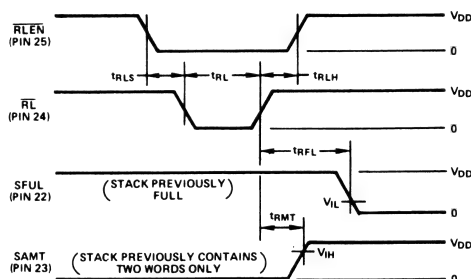 RLEN
(PIN 25)
VDD
0
tRLS
tRL
tRLH
RL
(PIN 24)
VDD
0
tRFL
SFUL
(PIN 22)
(STACK PREVIOUSLY
FULL)
VDD
VIL
0
tRMT
SAMT
(PIN 23)
(STACK PREVIOUSLY CONTAINS
TWO WORDS ONLY)
VDD
VIH
0